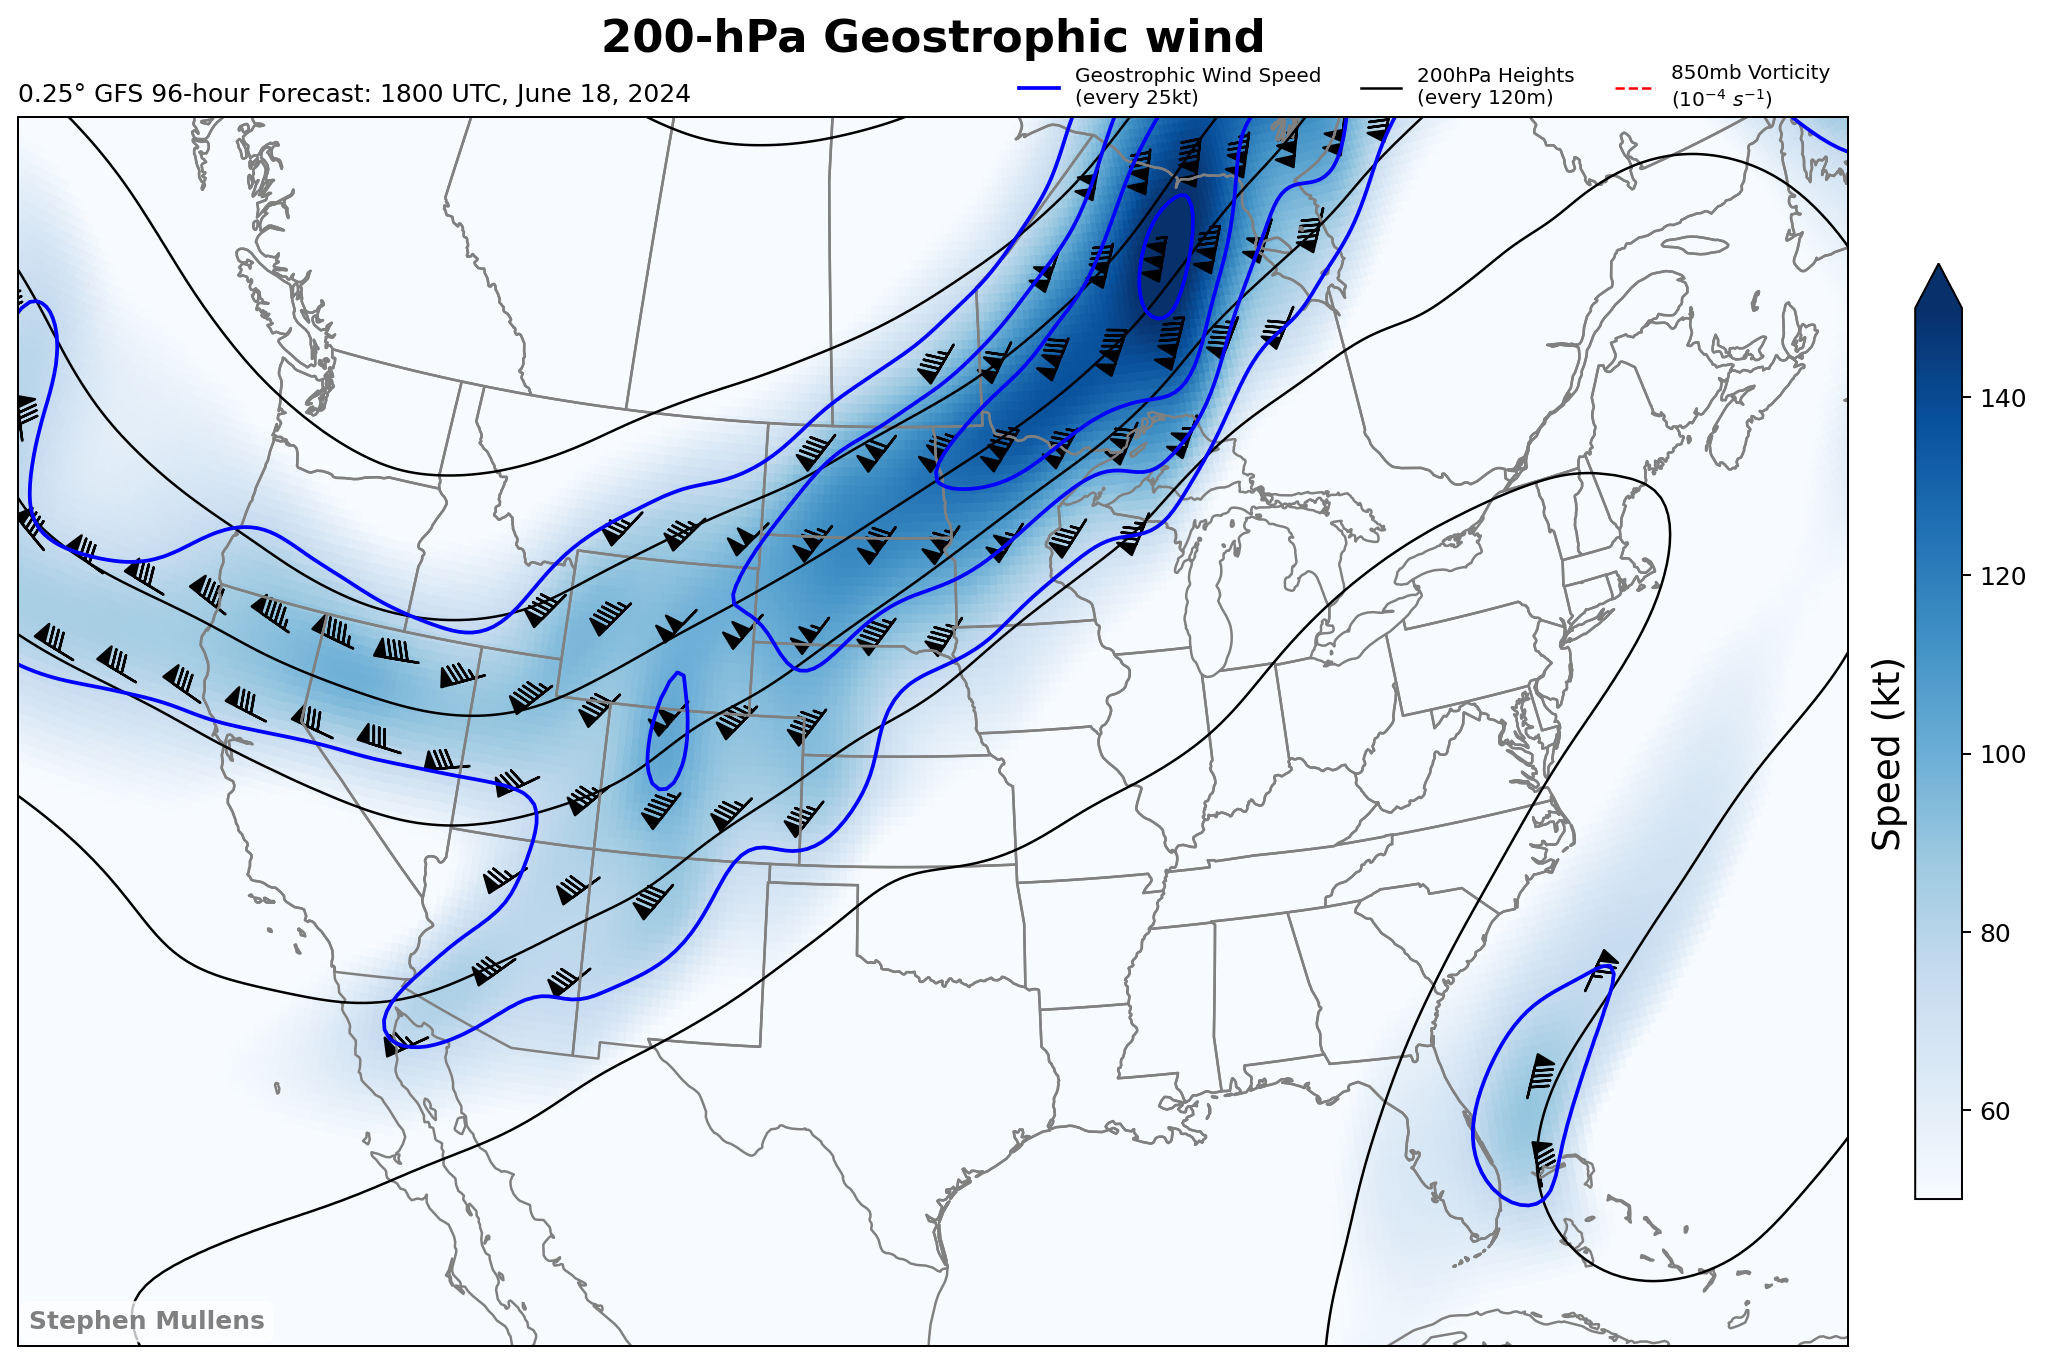 200-hPa Geostrophic wind
0.25° GFS 96-hour Forecast: 1800 UTC, June 18, 2024
Geostrophic Wind Speed
(every 25kt)
200hPa Heights
(every 120m)
850mb Vorticity
(10⁻⁴ s⁻¹)
140
120
100
80
60
Speed (kt)
Stephen Mullens